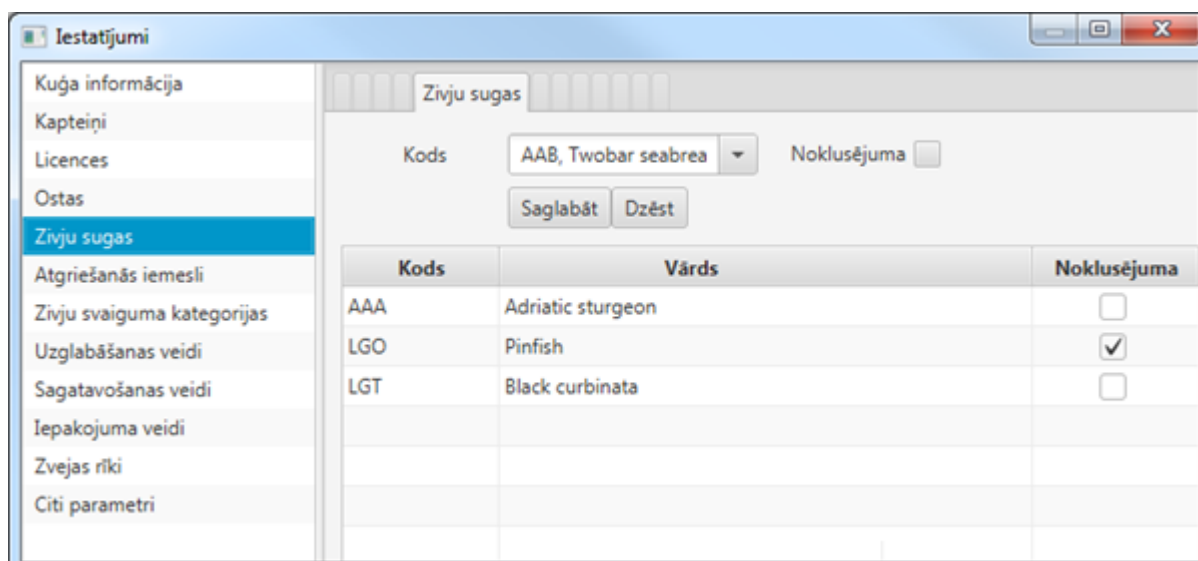 Iestatījumi
Kuģa informācija
Kapteiņi
Licences
Ostas
Zivju sugas
Atgriešanās iemesli
Zivju svaiguma kategorijas
Uzglabāšanas veidi
Sagatavošanas veidi
Iepakojuma veidi
Zvejas rīki
Citi parametri
Zivju sugas
Kods AAB, Twobar seabrea Noklusējuma
Saglabāt Dzēst
Kods Vārds Noklusējuma
AAA Adriatic sturgeon
LGO Pinfish
LGT Black curbinata